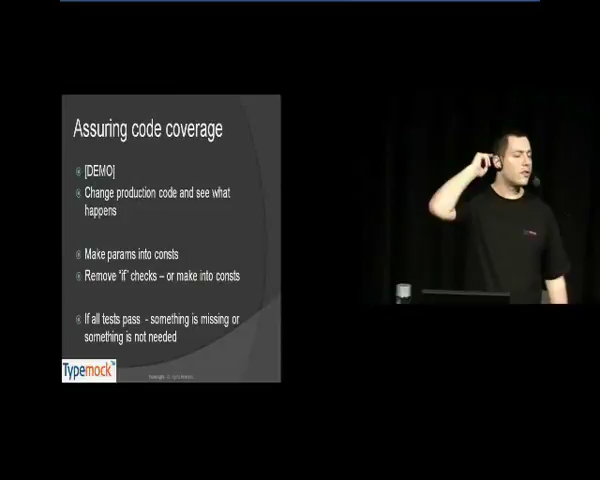 Assuring code coverage
[DEMO]
Change production code and see what
happens
Make params into consts
Remove "if" checks – or make into consts
If all tests pass - something is missing or
something is not needed
Typemock